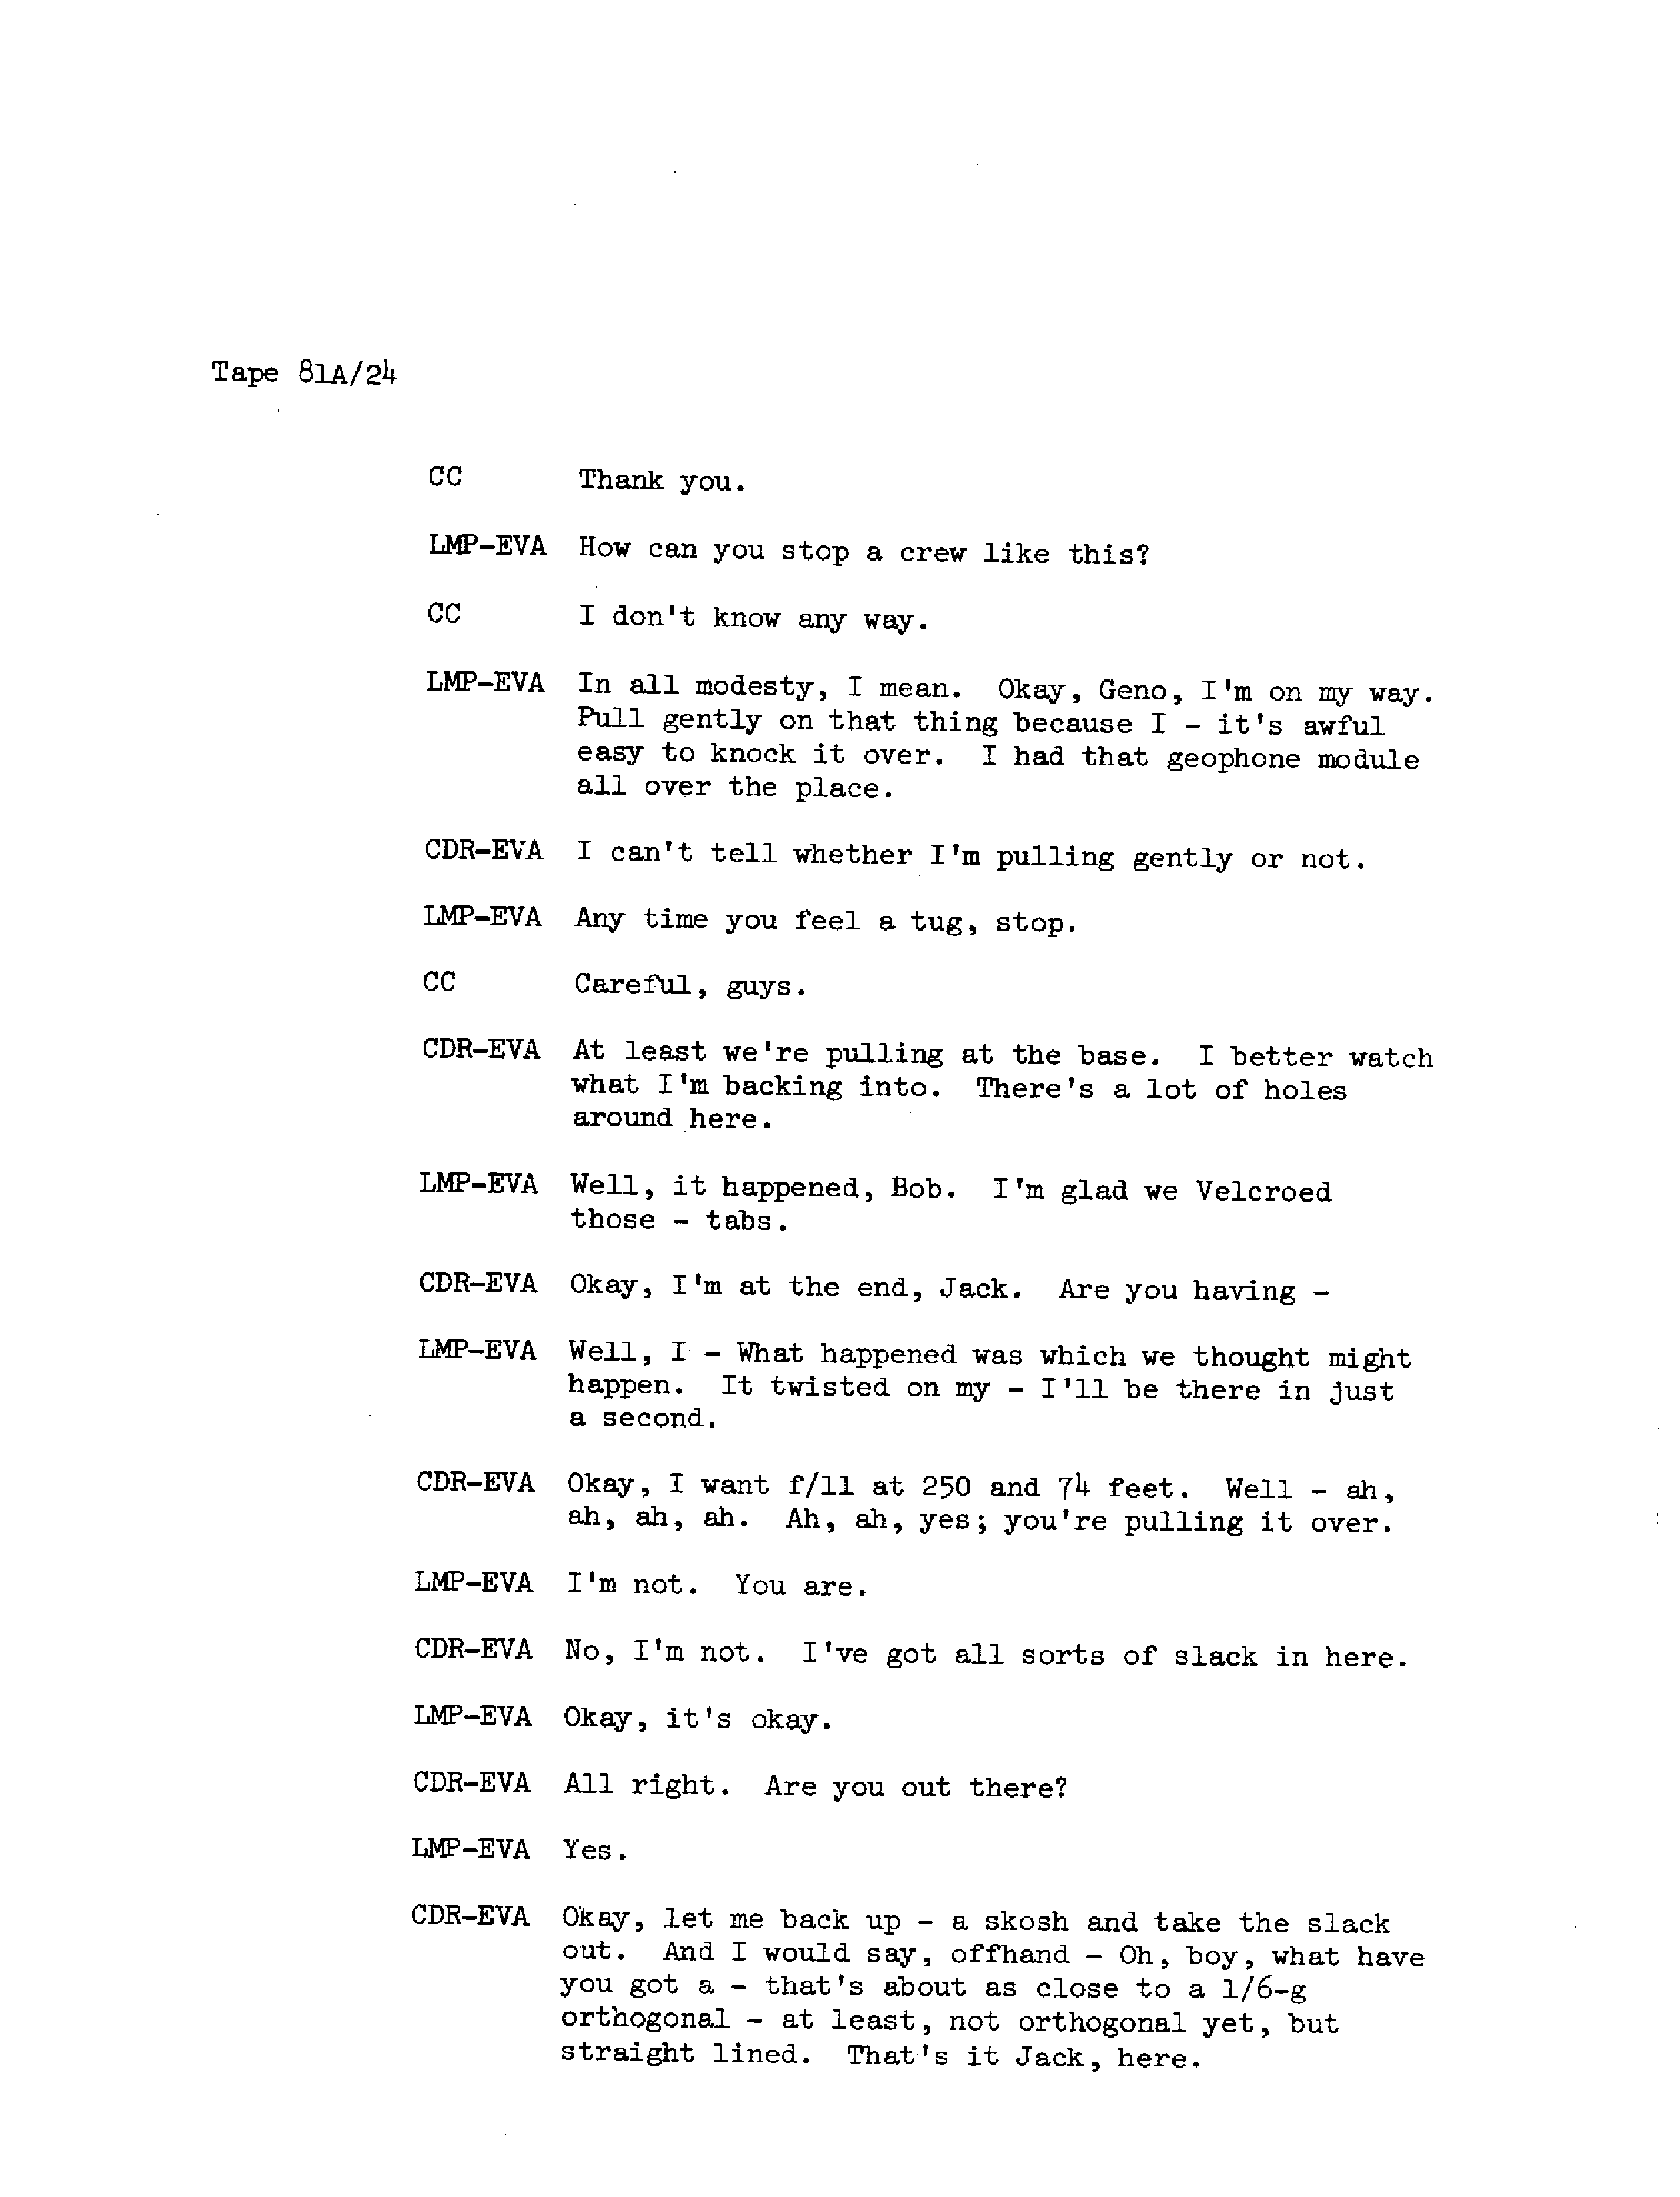 Tape 81A/24
CC Thank you.
LMP-EVA How can you stop a crew like this?
CC I don't know any way.
LMP-EVA In all modesty, I mean. Okay, Geno, I'm on my way.
Pull gently on that thing because I - it's awful
easy to knock it over. I had that geophone module
all over the place.
CDR-EVA I can't tell whether I'm pulling gently or not.
LMP-EVA Any time you feel a tug, stop.
CC Careful, guys.
CDR-EVA At least we're pulling at the base. I better watch
what I'm backing into. There's a lot of holes
around here.
LMP-EVA Well, it happened, Bob. I'm glad we Velcroed
those - tabs.
CDR-EVA Okay, I'm at the end, Jack. Are you having -
LMP-EVA Well, I - What happened was which we thought might
happen. It twisted on my - I'll be there in just
a second.
CDR-EVA Okay, I want f/11 at 250 and 74 feet. Well - ah,
ah, ah, ah. Ah, ah, yes; you're pulling it over.
LMP-EVA I'm not. You are.
CDR-EVA No, I'm not. I've got all sorts of slack in here.
LMP-EVA Okay, it's okay.
CDR-EVA All right. Are you out there?
LMP-EVA Yes.
CDR-EVA Okay, let me back up - a skosh and take the slack
out. And I would say, offhand - Oh, boy, what have
you got a - that's about as close to a 1/6-g
orthogonal - at least, not orthogonal yet, but
straight lined. That's it Jack, here.